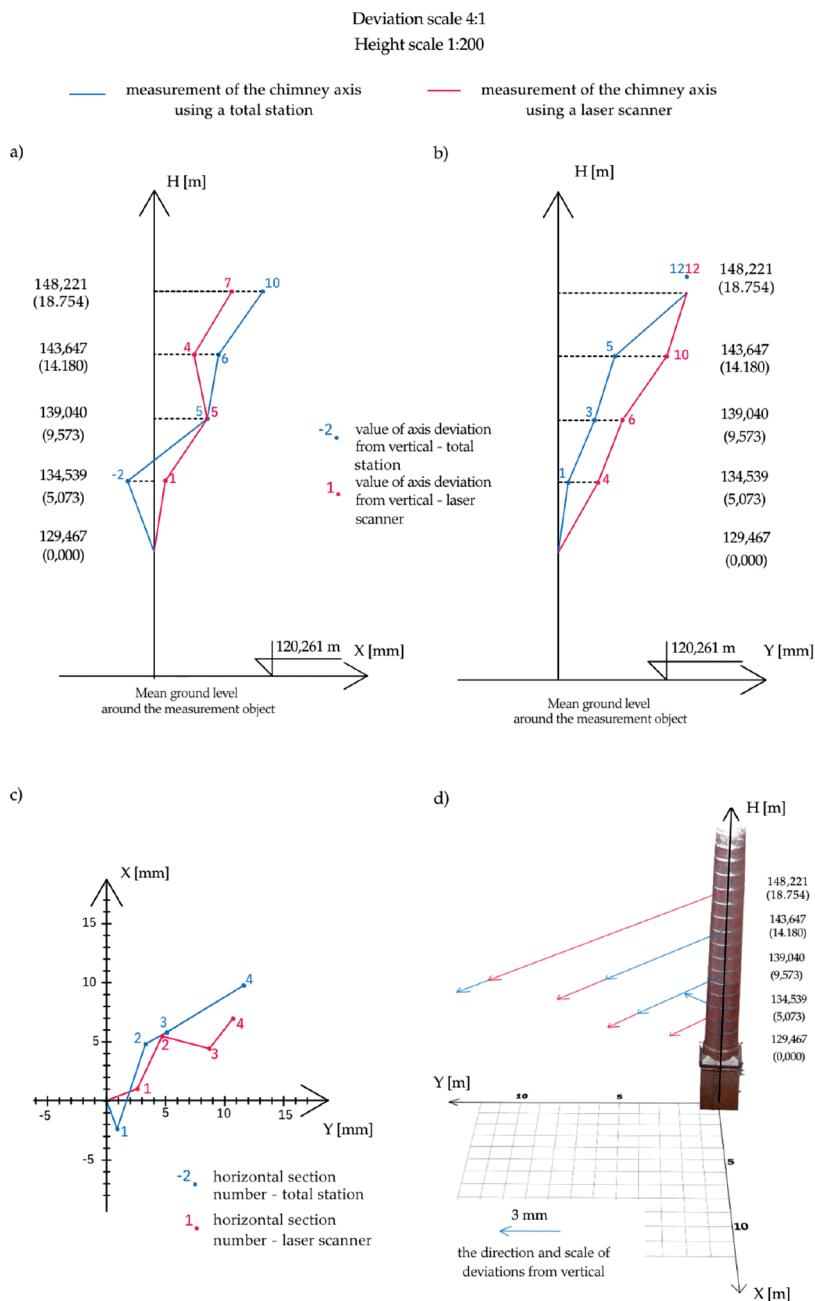 Deviation scale 4:1
Height scale 1:200
measurement of the chimney axis
using a total station
measurement of the chimney axis
using a laser scanner
a)
H [m]
148,221
(18.754)
143,647
(14.180)
139,040
(9,573)
134,539
(5,073)
129,467
(0,000)
7
10
4
6
5
5
-2
1
120,261 m
X [mm]
Mean ground level
around the measurement object
-2
value of axis deviation
from vertical - total
station
1
value of axis deviation
from vertical - laser
scanner
b)
H [m]
1212
5
10
3
6
1
4
148,221
(18.754)
143,647
(14.180)
139,040
(9,573)
134,539
(5,073)
129,467
(0,000)
120,261 m
Y [mm]
Mean ground level
around the measurement object
c)
X [mm]
15
10
5
-5
-5
5
10
15
Y [mm]
4
3
2
4
2
3
1
1
-2
horizontal section
number - total station
1
horizontal section
number - laser scanner
d)
H [m]
148,221
(18.754)
143,647
(14.180)
139,040
(9,573)
134,539
(5,073)
129,467
(0,000)
Y [m]
10
5
5
10
X [m]
3 mm
the direction and scale of
deviations from vertical